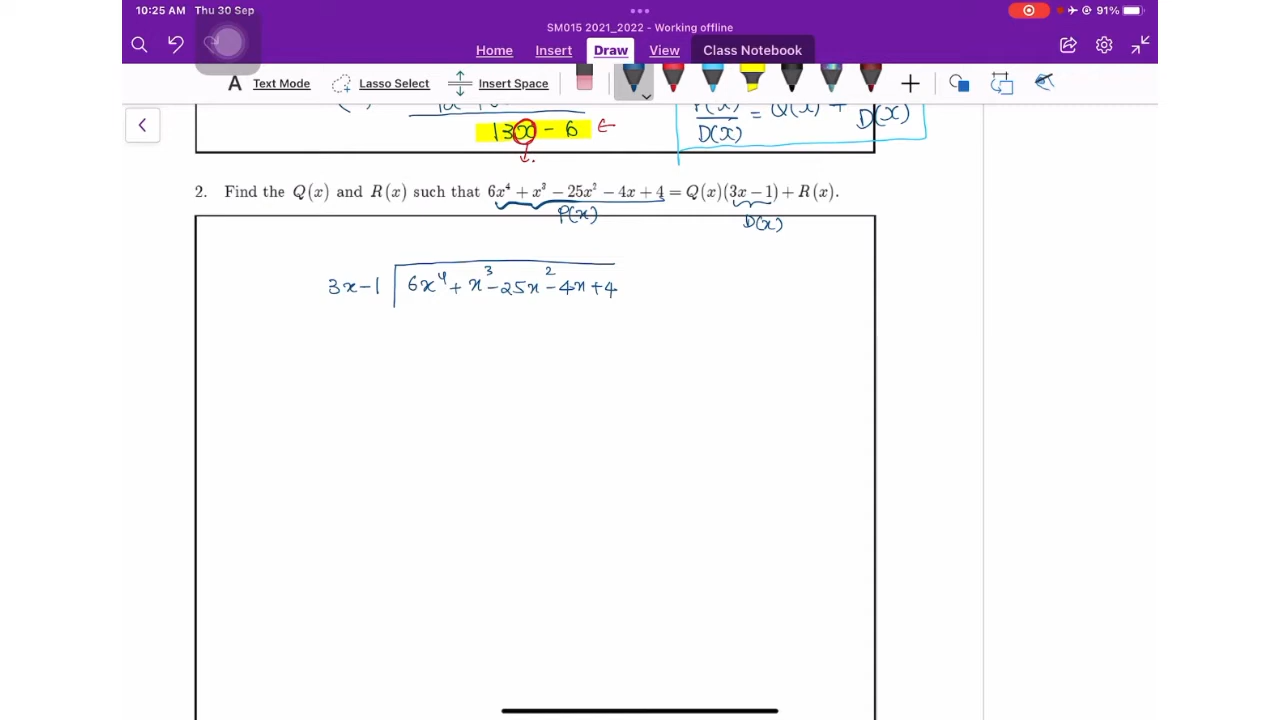 10:25 AM Thu 30 Sep
91%
SM015 2021_2022 - Working offline
Home Insert Draw View Class Notebook
A Text Mode Lasso Select Insert Space
13x - 6 ←
D(x) = Q(x) + D(x)
2. Find the Q(x) and R(x) such that 6x⁴ + x³ − 25x² − 4x + 4 = Q(x)(3x − 1) + R(x).
P(x) D(x)
3x-1 6x⁴ + x³ - 25x² - 4x + 4